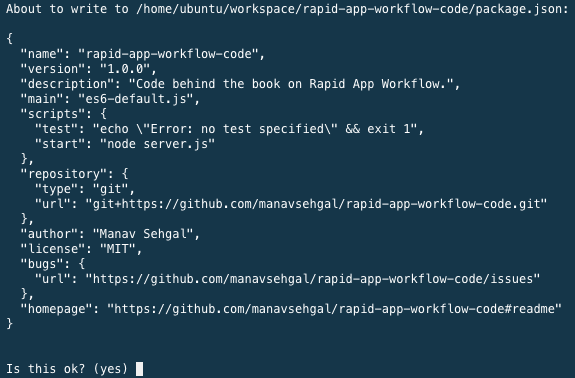 About to write to /home/ubuntu/workspace/rapid-app-workflow-code/package.json:

{
  "name": "rapid-app-workflow-code",
  "version": "1.0.0",
  "description": "Code behind the book on Rapid App Workflow.",
  "main": "es6-default.js",
  "scripts": {
    "test": "echo \"Error: no test specified\" && exit 1",
    "start": "node server.js"
  },
  "repository": {
    "type": "git",
    "url": "git+https://github.com/manavsehgal/rapid-app-workflow-code.git"
  },
  "author": "Manav Sehgal",
  "license": "MIT",
  "bugs": {
    "url": "https://github.com/manavsehgal/rapid-app-workflow-code/issues"
  },
  "homepage": "https://github.com/manavsehgal/rapid-app-workflow-code#readme"
}

Is this ok? (yes)